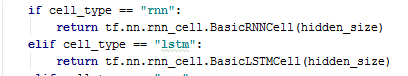 if cell_type == "rnn":
return tf.nn.rnn_cell.BasicRNNCell(hidden_size)
elif cell_type == "lstm":
return tf.nn.rnn_cell.BasicLSTMCell(hidden_size)